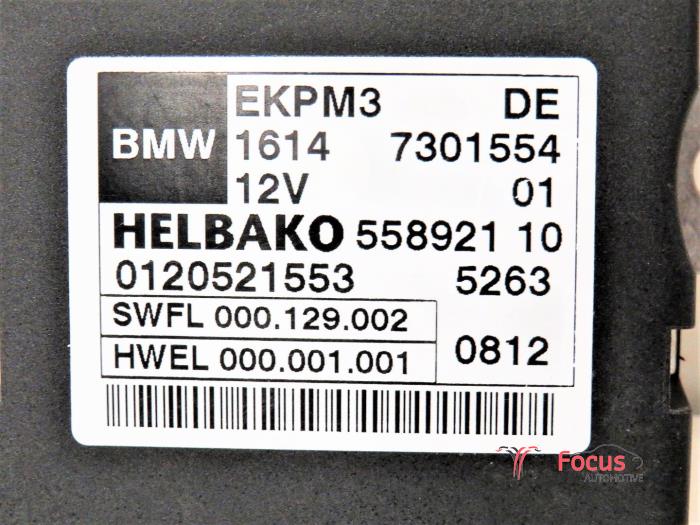 EKPM3 DE
BMW 1614 7301554
12V 01
HELBAKO 558921 10
0120521553 5263
SWFL 000.129.002
HWEL 000.001.001 0812
Focus
AUTOMOTIVE